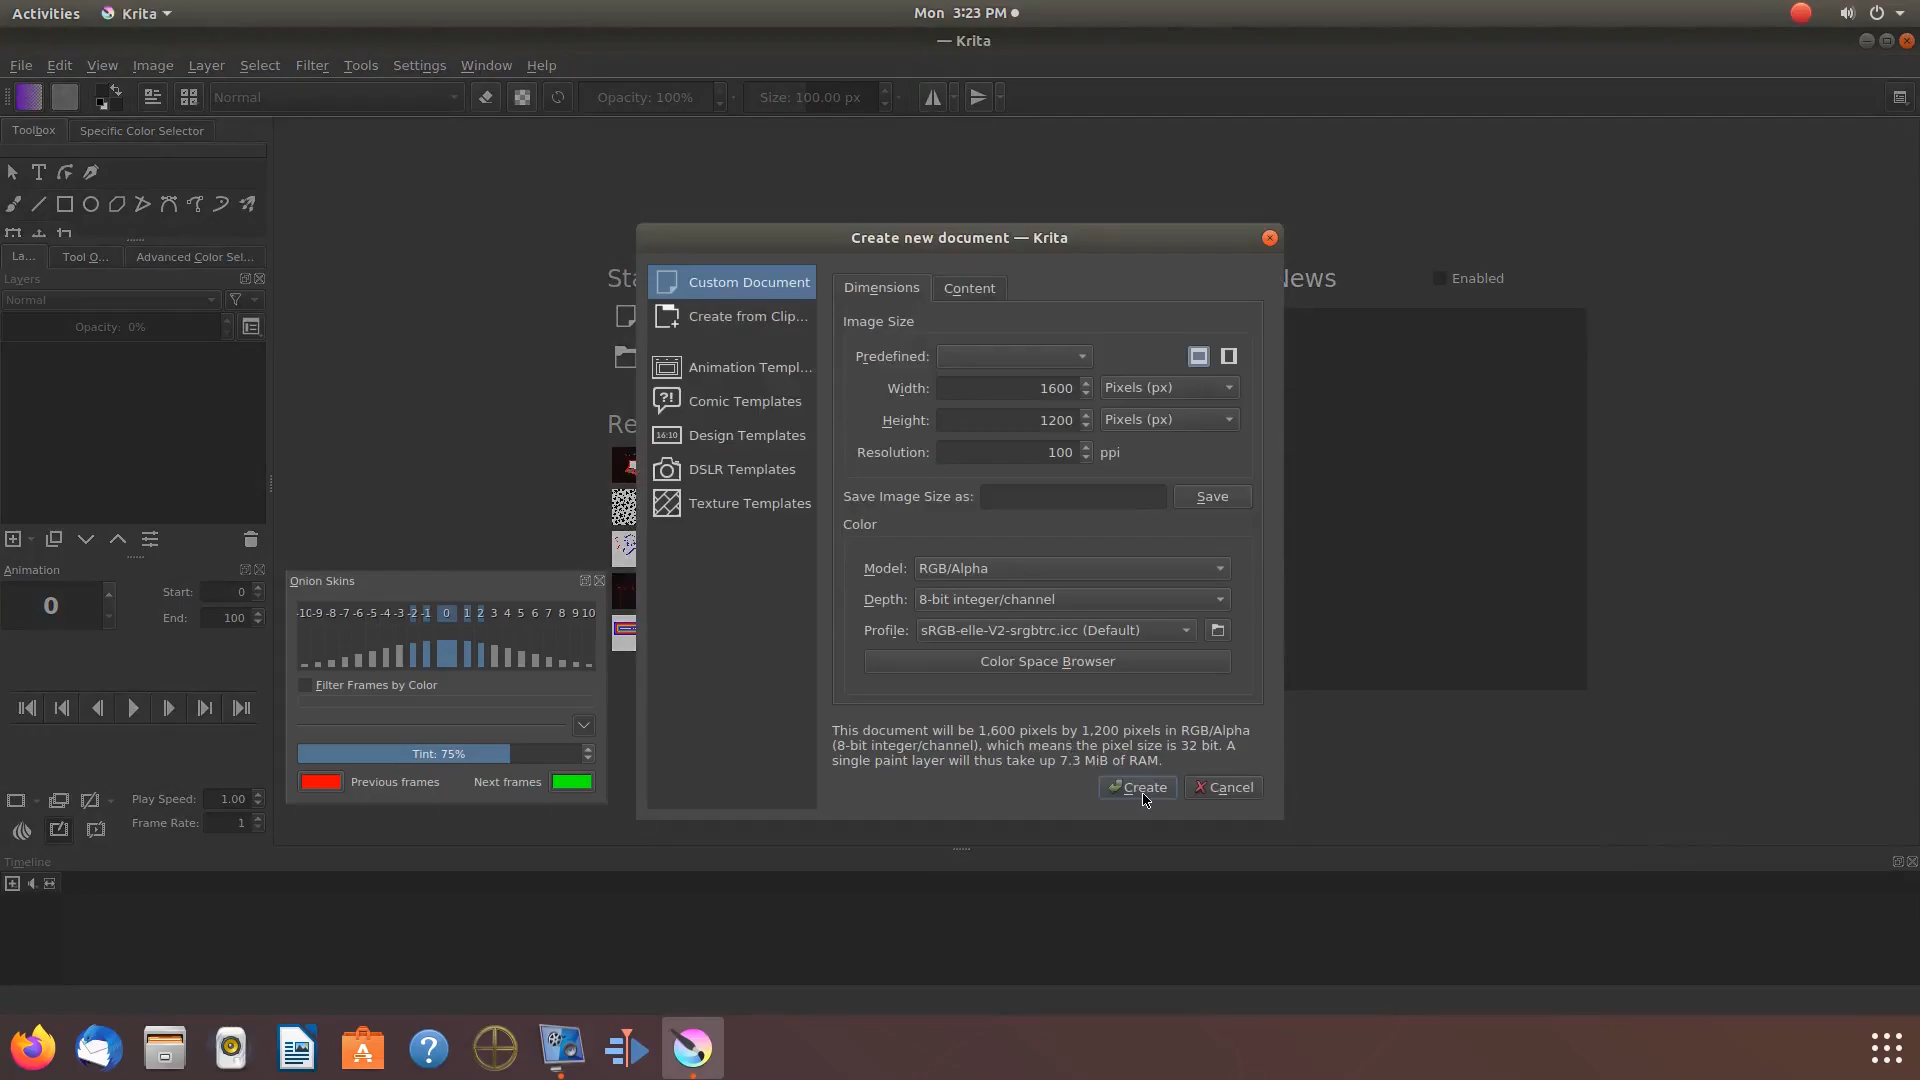 Activities
Krita
Mon 3:23 PM
— Krita
File Edit View Image Layer Select Filter Tools Settings Window Help
Normal
Opacity: 100%
Size: 100.00 px
Toolbox
Specific Color Selector
La...
Tool O...
Advanced Color Sel...
Layers
Normal
Opacity: 0%
Animation
0
Start: 0
End: 100
Play Speed: 1.00
Frame Rate: 1
Onion Skins
-10 -9 -8 -7 -6 -5 -4 -3 -2 -1 0 1 2 3 4 5 6 7 8 9 10
Filter Frames by Color
Tint: 75%
Previous frames
Next frames
Create new document — Krita
Custom Document
Create from Clip...
Animation Templ...
Comic Templates
16:10
Design Templates
DSLR Templates
Texture Templates
Dimensions
Content
Image Size
Predefined:
Width: 1600 Pixels (px)
Height: 1200 Pixels (px)
Resolution: 100 ppi
Save Image Size as:
Save
Color
Model: RGB/Alpha
Depth: 8-bit integer/channel
Profile: sRGB-elle-V2-srgbtrc.icc (Default)
Color Space Browser
This document will be 1,600 pixels by 1,200 pixels in RGB/Alpha
(8-bit integer/channel), which means the pixel size is 32 bit. A
single paint layer will thus take up 7.3 MiB of RAM.
Create
Cancel
Enabled
Timeline